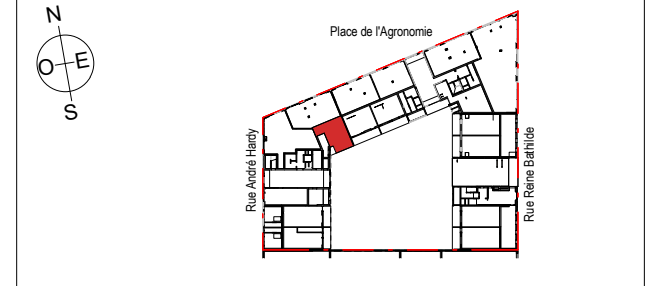 N
O E
S
Place de l'Agronomie
Rue André Hardy
Rue Reine Bathilde